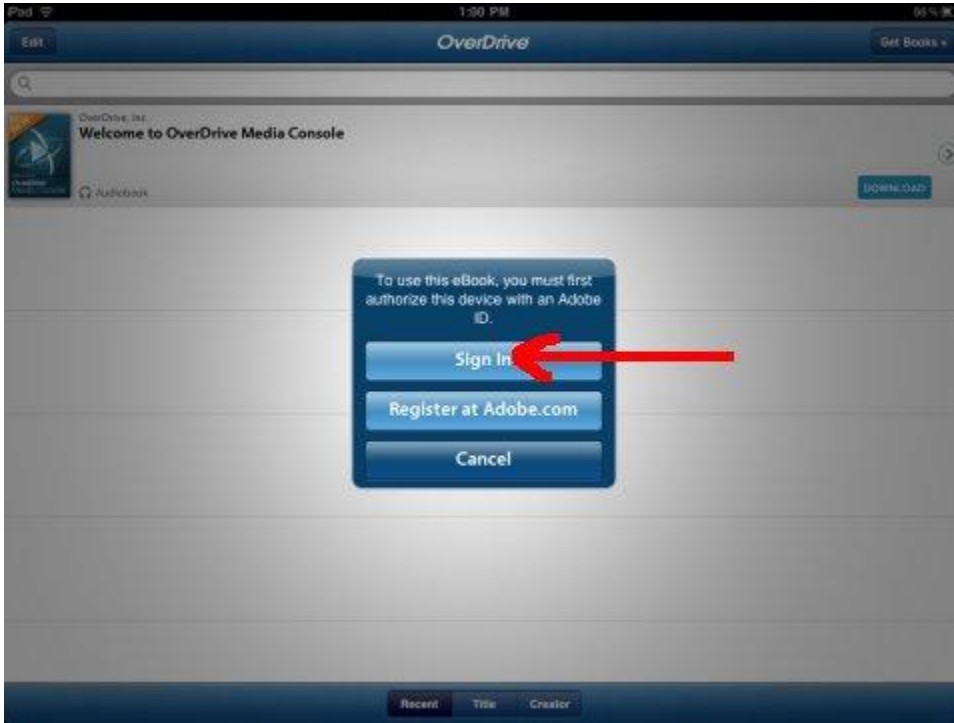 iPad 1:50 PM
Edit OverDrive Get Books »
OverDrive, Inc.
Welcome to OverDrive Media Console
Audiobook
DOWNLOAD
To use this eBook, you must first
authorize this device with an Adobe
ID.
Sign In
Register at Adobe.com
Cancel
Recent Title Creator